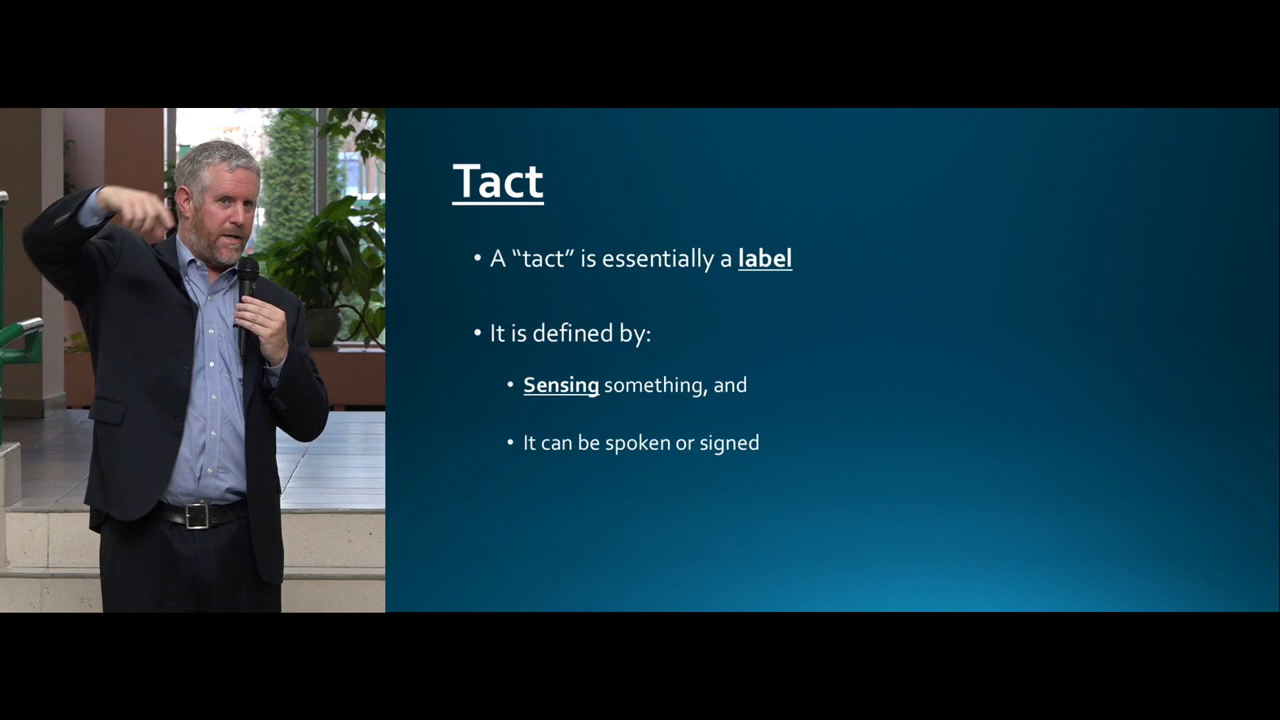 Tact
• A “tact” is essentially a label
• It is defined by:
• Sensing something, and
• It can be spoken or signed